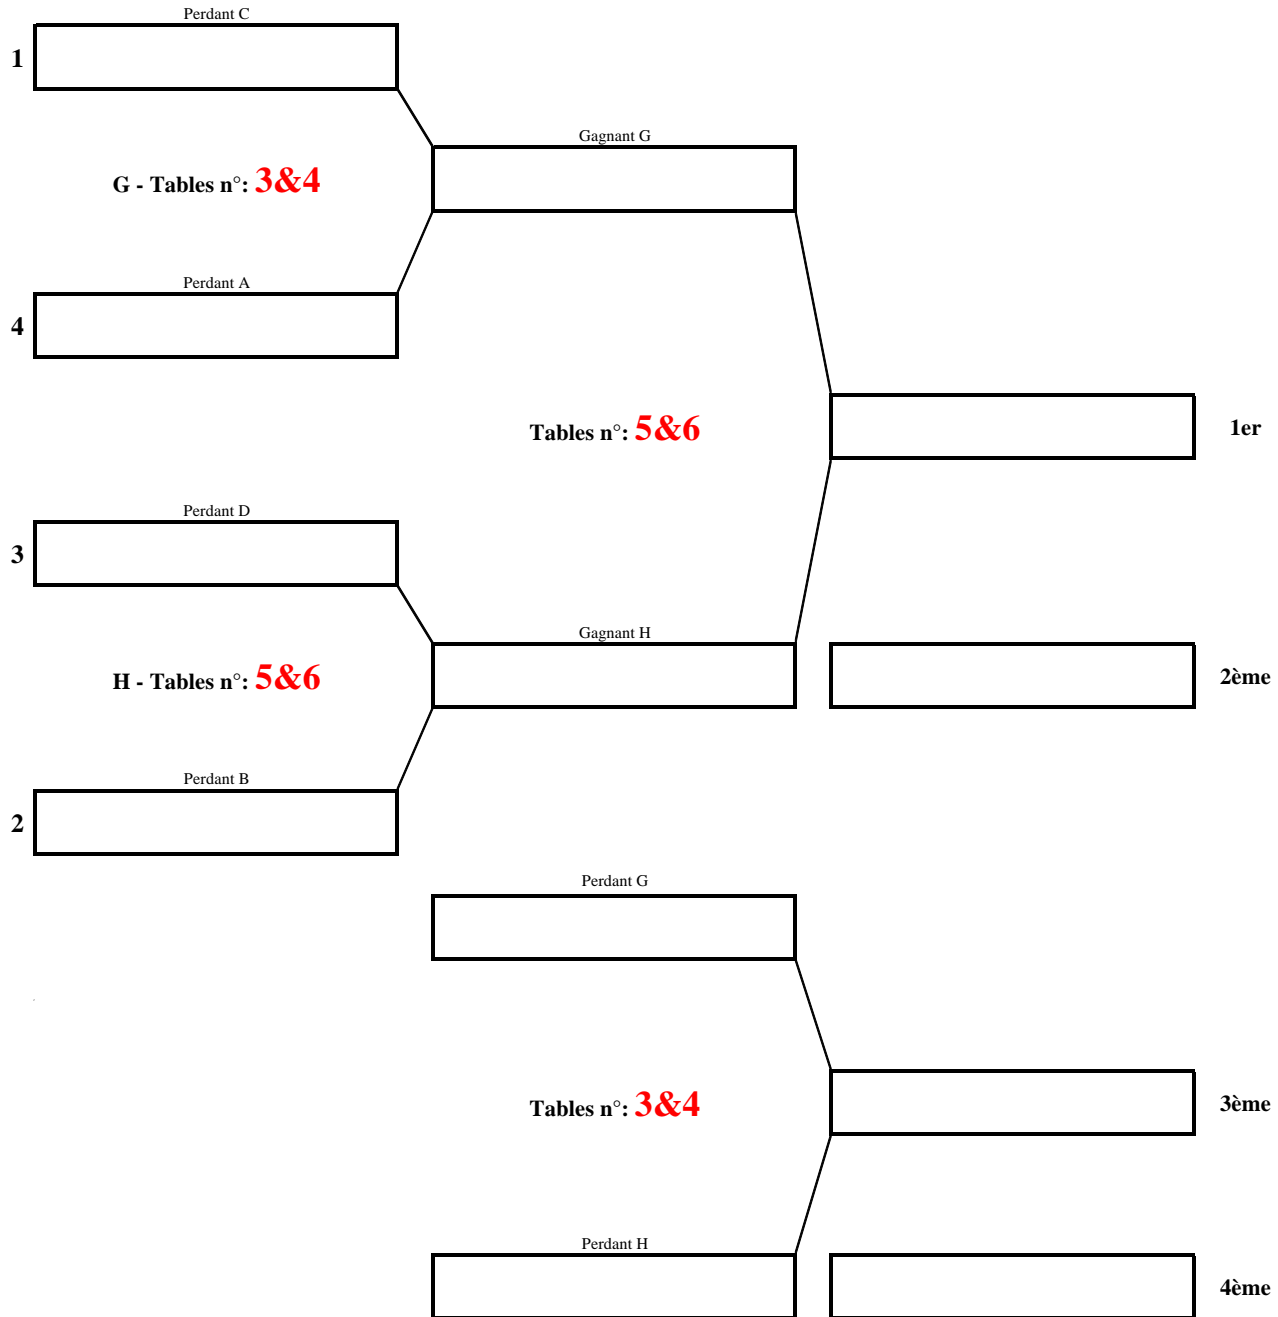 Perdant C
1
Gagnant G
G - Tables n°: 3&4
Perdant A
4
Tables n°: 5&6
1er
Perdant D
3
Gagnant H
H - Tables n°: 5&6
2ème
Perdant B
2
Perdant G
Tables n°: 3&4
3ème
Perdant H
4ème